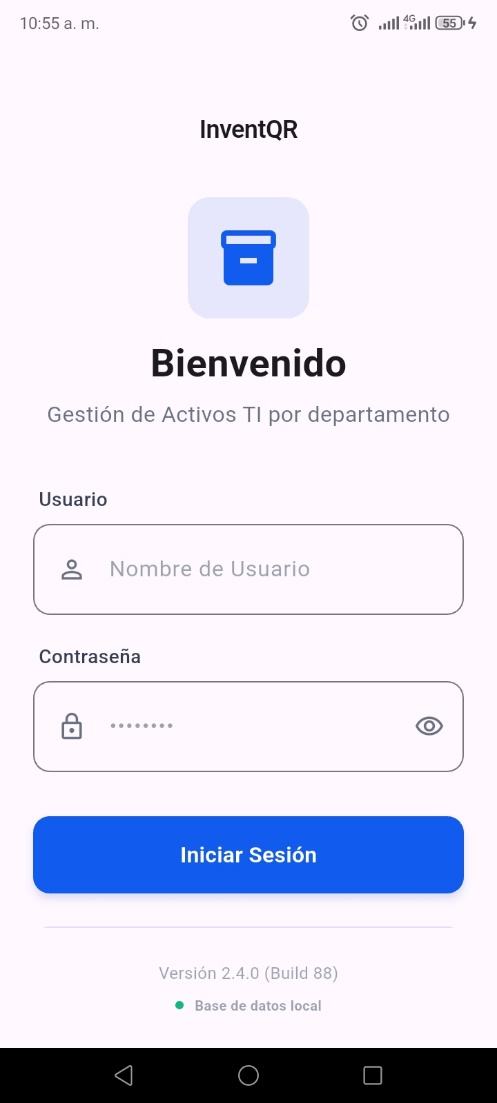 10:55 a. m.
4G
55
InventQR
Bienvenido
Gestión de Activos TI por departamento
Usuario
Nombre de Usuario
Contraseña
••••••••
Iniciar Sesión
Versión 2.4.0 (Build 88)
Base de datos local